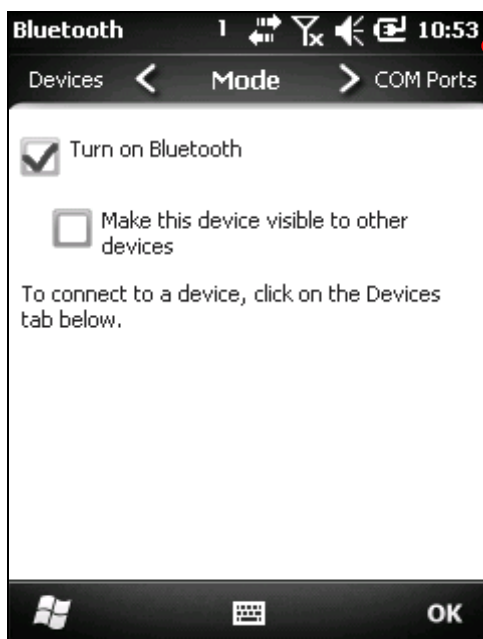 Bluetooth 1 10:53
Devices Mode COM Ports
Turn on Bluetooth
Make this device visible to other
devices
To connect to a device, click on the Devices
tab below.
OK